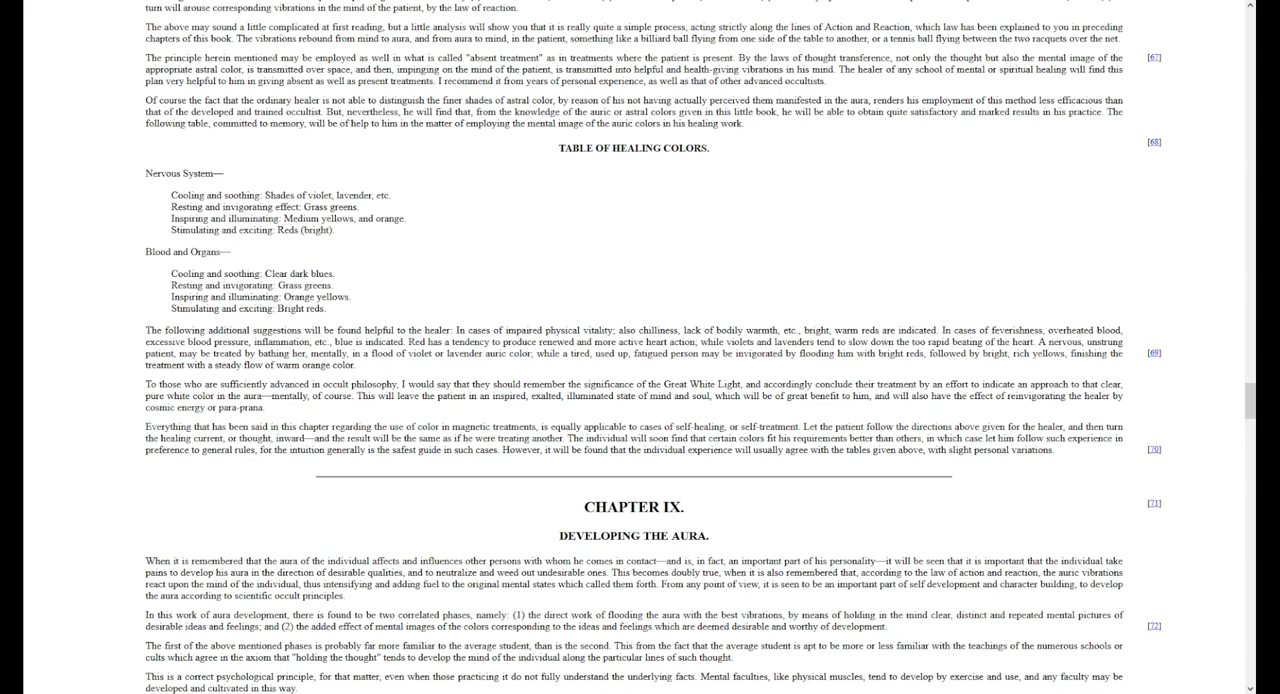 turn will arouse corresponding vibrations in the mind of the patient, by the law of reaction.
The above may sound a little complicated at first reading, but a little analysis will show you that it is really quite a simple process, acting strictly along the lines of Action and Reaction, which law has been explained to you in preceding
chapters of this book. The vibrations rebound from mind to aura, and from aura to mind, in the patient, something like a billiard ball flying from one side of the table to another, or a tennis ball flying between the two racquets over the net.
The principle herein mentioned may be employed as well in what is called "absent treatment" as in treatments where the patient is present. By the laws of thought transference, not only the thought but also the mental image of the [67]
appropriate astral color, is transmitted over space, and then, impinging on the mind of the patient, is transmitted into helpful and health-giving vibrations in his mind. The healer of any school of mental or spiritual healing will find this
plan very helpful to him in giving absent as well as present treatments. I recommend it from years of personal experience, as well as that of other advanced occultists.
Of course the fact that the ordinary healer is not able to distinguish the finer shades of astral color, by reason of his not having actually perceived them manifested in the aura, renders his employment of this method less efficacious than
that of the developed and trained occultist. But, nevertheless, he will find that, from the knowledge of the auric or astral colors given in this little book, he will be able to obtain quite satisfactory and marked results in his practice. The
following table, committed to memory, will be of help to him in the matter of employing the mental image of the auric colors in his healing work.
[68]
TABLE OF HEALING COLORS.
Nervous System—
Cooling and soothing: Shades of violet, lavender, etc.
Resting and invigorating effect: Grass greens.
Inspiring and illuminating: Medium yellows, and orange.
Stimulating and exciting: Reds (bright).
Blood and Organs—
Cooling and soothing: Clear dark blues.
Resting and invigorating: Grass greens.
Inspiring and illuminating: Orange yellows.
Stimulating and exciting: Bright reds.
The following additional suggestions will be found helpful to the healer: In cases of impaired physical vitality; also chilliness, lack of bodily warmth, etc., bright, warm reds are indicated. In cases of feverishness, overheated blood,
excessive blood pressure, inflammation, etc., blue is indicated. Red has a tendency to produce renewed and more active heart action; while violets and lavenders tend to slow down the too rapid beating of the heart. A nervous, unstrung
patient, may be treated by bathing her, mentally, in a flood of violet or lavender auric color; while a tired, used up, fatigued person may be invigorated by flooding him with bright reds, followed by bright, rich yellows, finishing the [69]
treatment with a steady flow of warm orange color.
To those who are sufficiently advanced in occult philosophy, I would say that they should remember the significance of the Great White Light, and accordingly conclude their treatment by an effort to indicate an approach to that clear,
pure white color in the aura—mentally, of course. This will leave the patient in an inspired, exalted, illuminated state of mind and soul, which will be of great benefit to him, and will also have the effect of reinvigorating the healer by
cosmic energy or para-prana.
Everything that has been said in this chapter regarding the use of color in magnetic treatments, is equally applicable to cases of self-healing, or self-treatment. Let the patient follow the directions above given for the healer, and then turn
the healing current, or thought, inward—and the result will be the same as if he were treating another. The individual will soon find that certain colors fit his requirements better than others, in which case let him follow such experience in
preference to general rules, for the intuition generally is the safest guide in such cases. However, it will be found that the individual experience will usually agree with the tables given above, with slight personal variations. [70]
CHAPTER IX. [71]
DEVELOPING THE AURA.
When it is remembered that the aura of the individual affects and influences other persons with whom he comes in contact—and is, in fact, an important part of his personality—it will be seen that it is important that the individual take
pains to develop his aura in the direction of desirable qualities, and to neutralize and weed out undesirable ones. This becomes doubly true, when it is also remembered that, according to the law of action and reaction, the auric vibrations
react upon the mind of the individual, thus intensifying and adding fuel to the original mental states which called them forth. From any point of view, it is seen to be an important part of self development and character building, to develop
the aura according to scientific occult principles.
In this work of aura development, there is found to be two correlated phases, namely: (1) the direct work of flooding the aura with the best vibrations, by means of holding in the mind clear, distinct and repeated mental pictures of
desirable ideas and feelings; and (2) the added effect of mental images of the colors corresponding to the ideas and feelings which are deemed desirable and worthy of development. [72]
The first of the above mentioned phases is probably far more familiar to the average student, than is the second. This from the fact that the average student is apt to be more or less familiar with the teachings of the numerous schools or
cults which agree in the axiom that "holding the thought" tends to develop the mind of the individual along the particular lines of such thought.
This is a correct psychological principle, for that matter, even when those practicing it do not fully understand the underlying facts. Mental faculties, like physical muscles, tend to develop by exercise and use, and any faculty may be
developed and cultivated in this way.